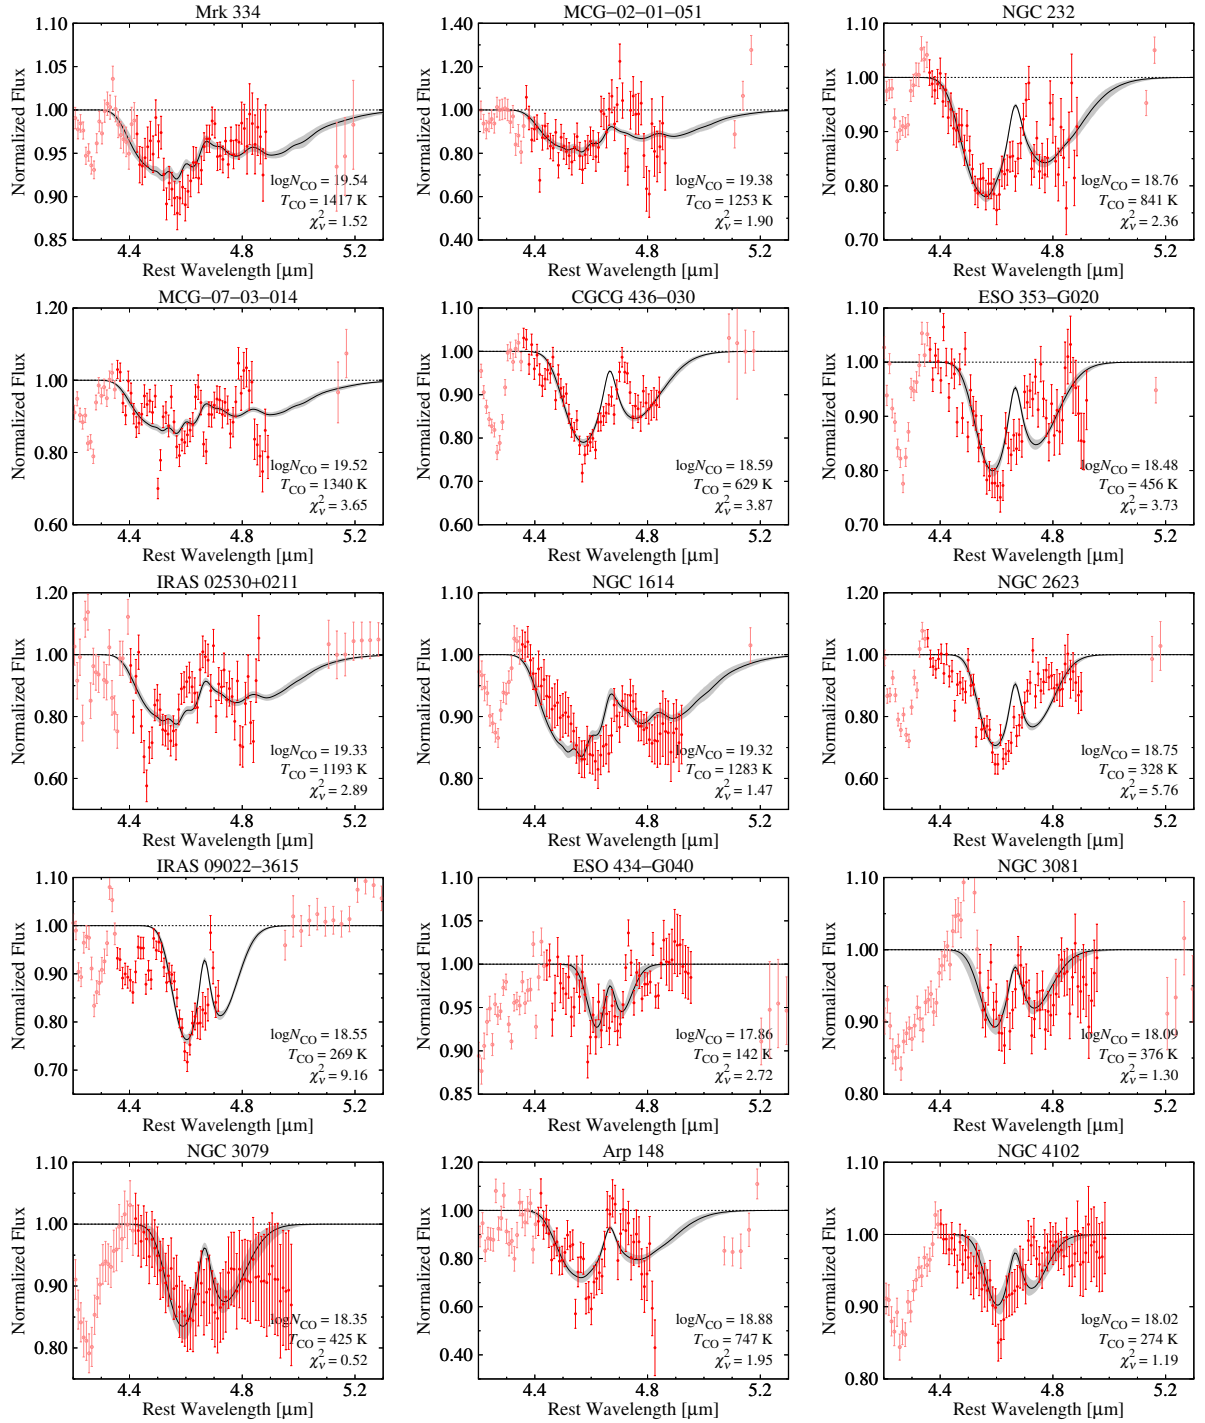 Mrk 334
MCG−02−01−051
NGC 232
1.10
1.00
0.95
0.90
0.85
Normalized Flux
logN_CO = 19.54
T_CO = 1417 K
χ²_ν = 1.52
4.4 4.8 5.2
Rest Wavelength [μm]
1.40
1.20
1.00
0.80
0.60
0.40
Normalized Flux
logN_CO = 19.38
T_CO = 1253 K
χ²_ν = 1.90
4.4 4.8 5.2
Rest Wavelength [μm]
1.10
1.00
0.90
0.80
0.70
Normalized Flux
logN_CO = 18.76
T_CO = 841 K
χ²_ν = 2.36
4.4 4.8 5.2
Rest Wavelength [μm]
MCG−07−03−014
CGCG 436−030
ESO 353−G020
1.20
1.00
0.80
0.60
Normalized Flux
logN_CO = 19.52
T_CO = 1340 K
χ²_ν = 3.65
4.4 4.8 5.2
Rest Wavelength [μm]
1.10
1.00
0.90
0.80
0.70
0.60
Normalized Flux
logN_CO = 18.59
T_CO = 629 K
χ²_ν = 3.87
4.4 4.8 5.2
Rest Wavelength [μm]
1.10
1.00
0.90
0.80
0.70
Normalized Flux
logN_CO = 18.48
T_CO = 456 K
χ²_ν = 3.73
4.4 4.8 5.2
Rest Wavelength [μm]
IRAS 02530+0211
NGC 1614
NGC 2623
1.20
1.00
0.80
0.60
Normalized Flux
logN_CO = 19.33
T_CO = 1193 K
χ²_ν = 2.89
4.4 4.8 5.2
Rest Wavelength [μm]
1.10
1.00
0.90
0.80
Normalized Flux
logN_CO = 19.32
T_CO = 1283 K
χ²_ν = 1.47
4.4 4.8 5.2
Rest Wavelength [μm]
1.20
1.00
0.80
0.60
Normalized Flux
logN_CO = 18.75
T_CO = 328 K
χ²_ν = 5.76
4.4 4.8 5.2
Rest Wavelength [μm]
IRAS 09022−3615
ESO 434−G040
NGC 3081
1.10
1.00
0.90
0.80
0.70
Normalized Flux
logN_CO = 18.55
T_CO = 269 K
χ²_ν = 9.16
4.4 4.8 5.2
Rest Wavelength [μm]
1.10
1.05
1.00
0.95
0.90
0.85
Normalized Flux
logN_CO = 17.86
T_CO = 142 K
χ²_ν = 2.72
4.4 4.8 5.2
Rest Wavelength [μm]
1.10
1.00
0.90
0.80
Normalized Flux
logN_CO = 18.09
T_CO = 376 K
χ²_ν = 1.30
4.4 4.8 5.2
Rest Wavelength [μm]
NGC 3079
Arp 148
NGC 4102
1.10
1.00
0.90
0.80
Normalized Flux
logN_CO = 18.35
T_CO = 425 K
χ²_ν = 0.52
4.4 4.8 5.2
Rest Wavelength [μm]
1.20
1.00
0.80
0.60
0.40
Normalized Flux
logN_CO = 18.88
T_CO = 747 K
χ²_ν = 1.95
4.4 4.8 5.2
Rest Wavelength [μm]
1.10
1.00
0.90
0.80
Normalized Flux
logN_CO = 18.02
T_CO = 274 K
χ²_ν = 1.19
4.4 4.8 5.2
Rest Wavelength [μm]